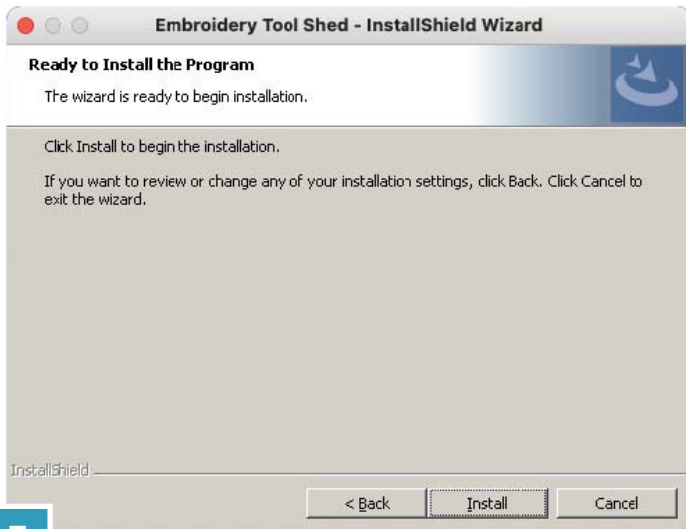 Embroidery Tool Shed - InstallShield Wizard
Ready to Install the Program
The wizard is ready to begin installation.
Click Install to begin the installation.
If you want to review or change any of your installation settings, click Back. Click Cancel to
exit the wizard.
InstallShield
< Back
Install
Cancel